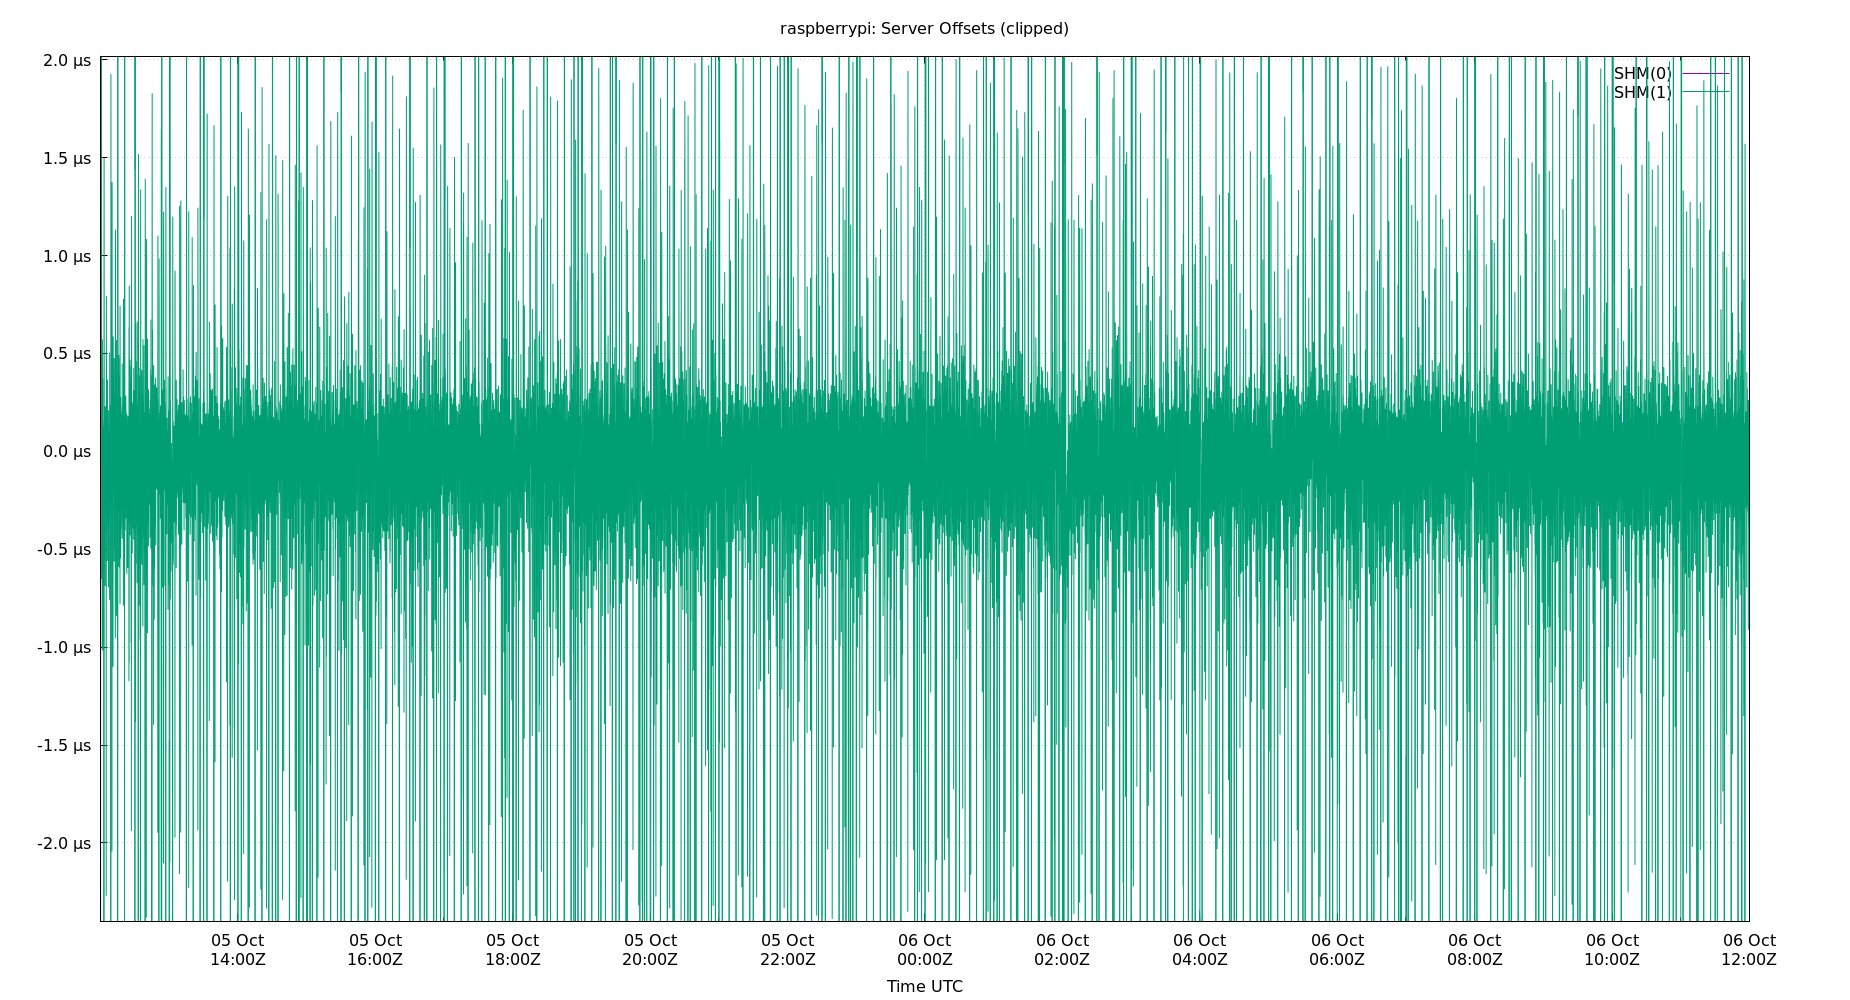 raspberrypi: Server Offsets (clipped)
2.0 µs
1.5 µs
1.0 µs
0.5 µs
0.0 µs
-0.5 µs
-1.0 µs
-1.5 µs
-2.0 µs
SHM(0)
SHM(1)
05 Oct 05 Oct 05 Oct 05 Oct 05 Oct 06 Oct 06 Oct 06 Oct 06 Oct 06 Oct 06 Oct 06 Oct
14:00Z 16:00Z 18:00Z 20:00Z 22:00Z 00:00Z 02:00Z 04:00Z 06:00Z 08:00Z 10:00Z 12:00Z
Time UTC